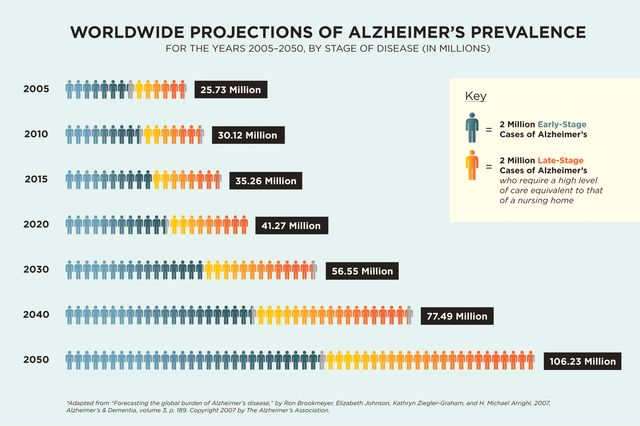 WORLDWIDE PROJECTIONS OF ALZHEIMER'S PREVALENCE
FOR THE YEARS 2005–2050, BY STAGE OF DISEASE (IN MILLIONS)
2005
25.73 Million
2010
30.12 Million
2015
35.26 Million
2020
41.27 Million
2030
56.55 Million
2040
77.49 Million
2050
106.23 Million
Key
= 2 Million Early-Stage
Cases of Alzheimer's
= 2 Million Late-Stage
Cases of Alzheimer's
who require a high level
of care equivalent to that
of a nursing home
*Adapted from "Forecasting the global burden of Alzheimer's disease," by Ron Brookmeyer, Elizabeth Johnson, Kathryn Ziegler-Graham, and H. Michael Arrighi, 2007,
Alzheimer's & Dementia, volume 3, p. 189. Copyright 2007 by The Alzheimer's Association.